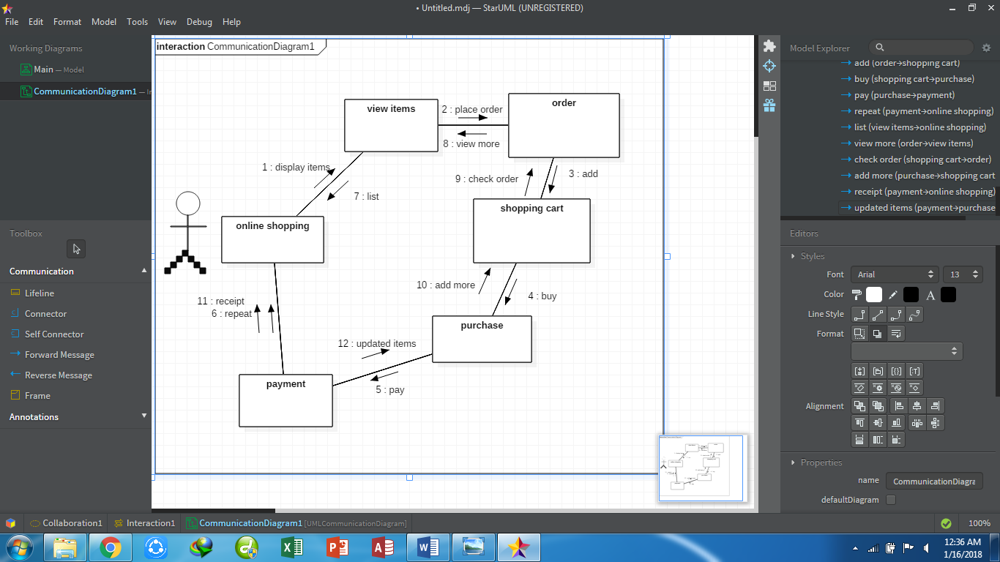 • Untitled.mdj — StarUML (UNREGISTERED)
File Edit Format Model Tools View Debug Help
Working Diagrams
Main — Model
CommunicationDiagram1 — In
Toolbox
Communication
Lifeline
Connector
Self Connector
Forward Message
Reverse Message
Frame
Annotations
interaction CommunicationDiagram1
view items
2 : place order
order
8 : view more
1 : display items
7 : list
9 : check order
3 : add
online shopping
shopping cart
11 : receipt
6 : repeat
10 : add more
4 : buy
purchase
12 : updated items
5 : pay
payment
Model Explorer
add (order→shopping cart)
buy (shopping cart→purchase)
pay (purchase→payment)
repeat (payment→online shopping)
list (view items→online shopping)
view more (order→view items)
check order (shopping cart→order)
add more (purchase→shopping cart
receipt (payment→online shopping)
updated items (payment→purchase
Editors
Styles
Font Arial 13
Color A
Line Style
Format
Alignment
Properties
name CommunicationDiagra
defaultDiagram
Collaboration1 Interaction1 CommunicationDiagram1 [UMLCommunicationDiagram] 100%
12:36 AM
1/16/2018